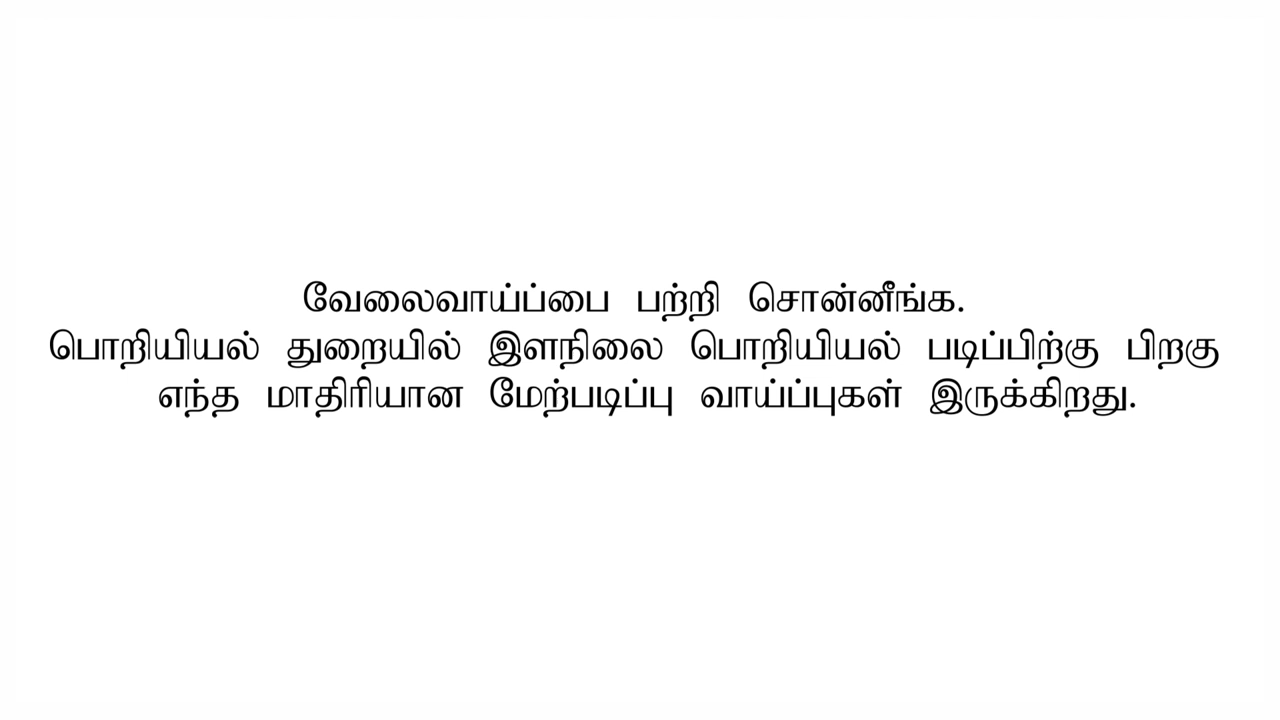 வேலைவாய்ப்பை பற்றி சொன்னீங்க.
பொறியியல் துறையில் இளநிலை பொறியியல் படிப்பிற்கு பிறகு
எந்த மாதிரியான மேற்படிப்பு வாய்ப்புகள் இருக்கிறது.